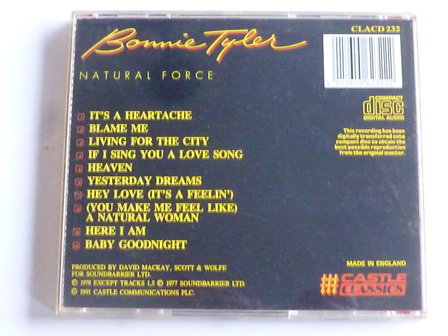 CLACD 232
Bonnie Tyler
NATURAL FORCE
COMPACT
disc
DIGITAL AUDIO
IT'S A HEARTACHE
BLAME ME
LIVING FOR THE CITY
IF I SING YOU A LOVE SONG
HEAVEN
YESTERDAY DREAMS
HEY LOVE (IT'S A FEELIN')
(YOU MAKE ME FEEL LIKE)
A NATURAL WOMAN
HERE I AM
BABY GOODNIGHT
This recording has been
digitally transferred onto
compact disc to obtain the
best possible reproduction
from the original master.
PRODUCED BY DAVID MACKAY, SCOTT & WOLFE
FOR SOUNDBARRIER LTD.
℗ 1978 EXCEPT TRACKS 1,5 ℗ 1977 SOUNDBARRIER LTD.
© 1991 CASTLE COMMUNICATIONS PLC.
MADE IN ENGLAND
CASTLE
CLASSICS